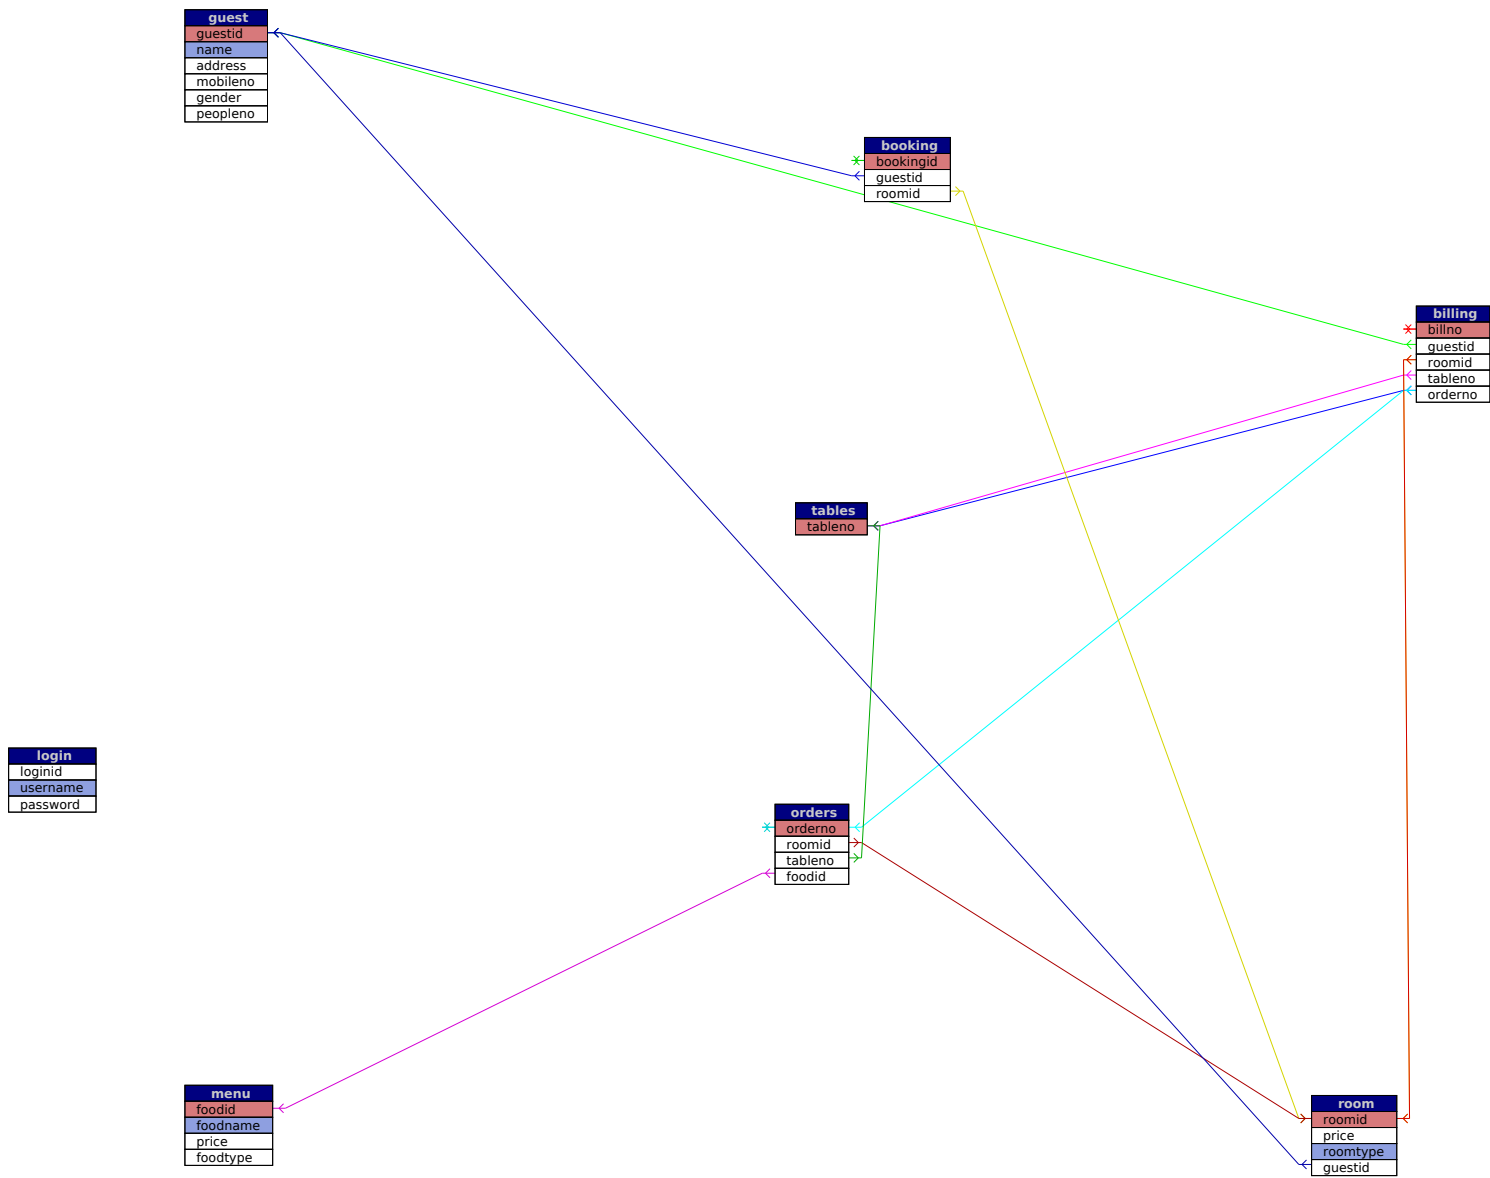 guest
guestid
name
address
mobileno
gender
peopleno
booking
bookingid
guestid
roomid
billing
billno
guestid
roomid
tableno
orderno
tables
tableno
login
loginid
username
password
orders
orderno
roomid
tableno
foodid
menu
foodid
foodname
price
foodtype
room
roomid
price
roomtype
guestid